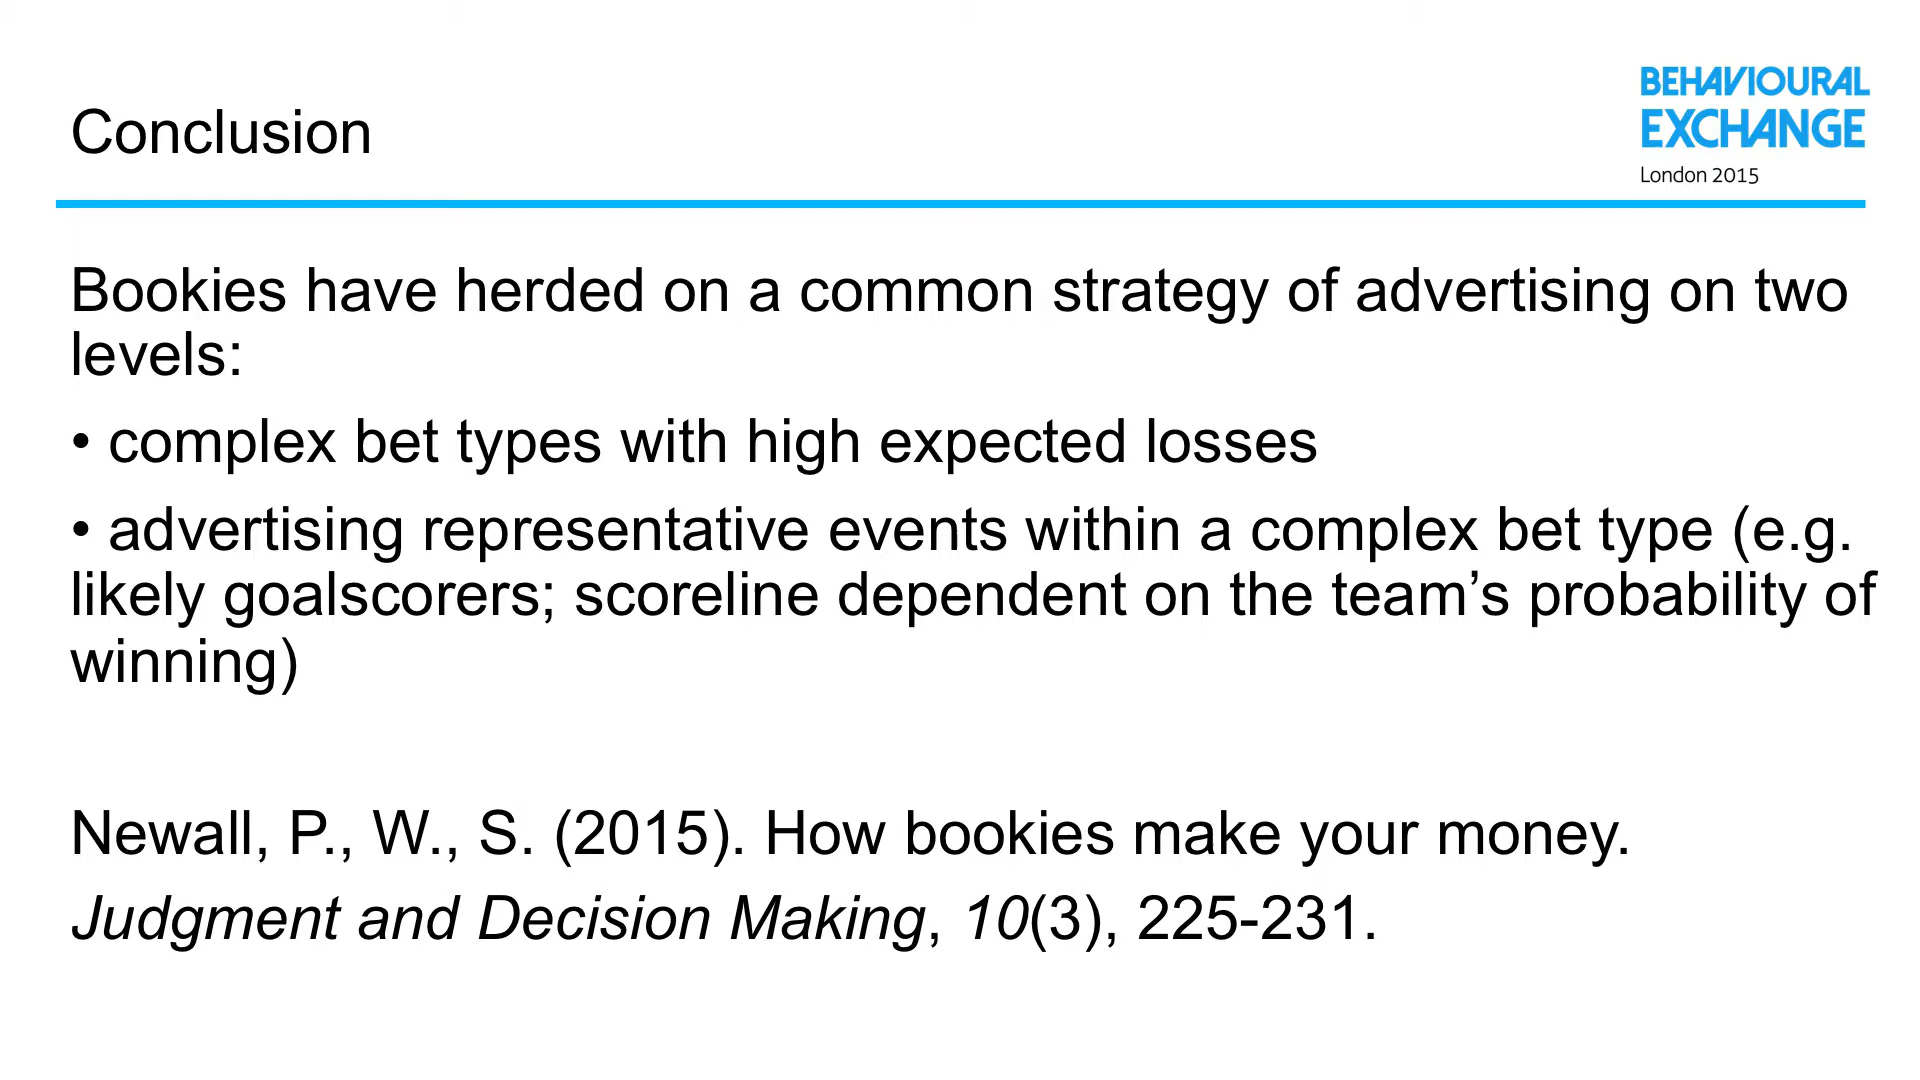 Conclusion
BEHAVIOURAL
EXCHANGE
London 2015
Bookies have herded on a common strategy of advertising on two
levels:
• complex bet types with high expected losses
• advertising representative events within a complex bet type (e.g.
likely goalscorers; scoreline dependent on the team’s probability of
winning)
Newall, P., W., S. (2015). How bookies make your money.
Judgment and Decision Making, 10(3), 225-231.